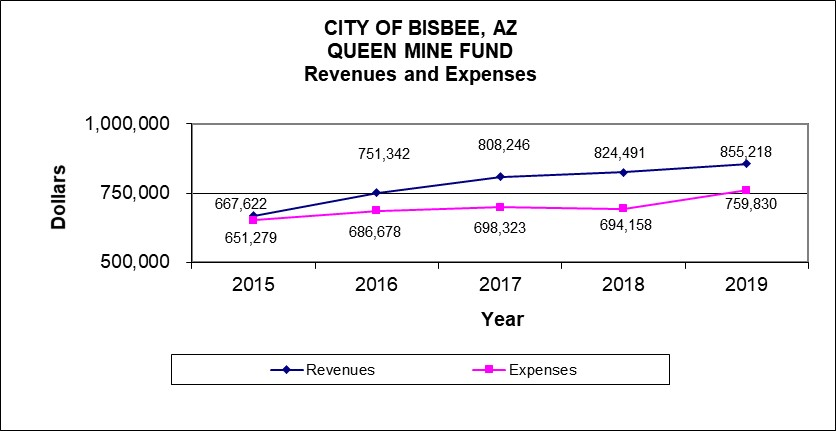 CITY OF BISBEE, AZ
QUEEN MINE FUND
Revenues and Expenses
Dollars
1,000,000
750,000
500,000
667,622
751,342
808,246
824,491
855,218
651,279
686,678
698,323
694,158
759,830
2015
2016
2017
2018
2019
Year
Revenues
Expenses